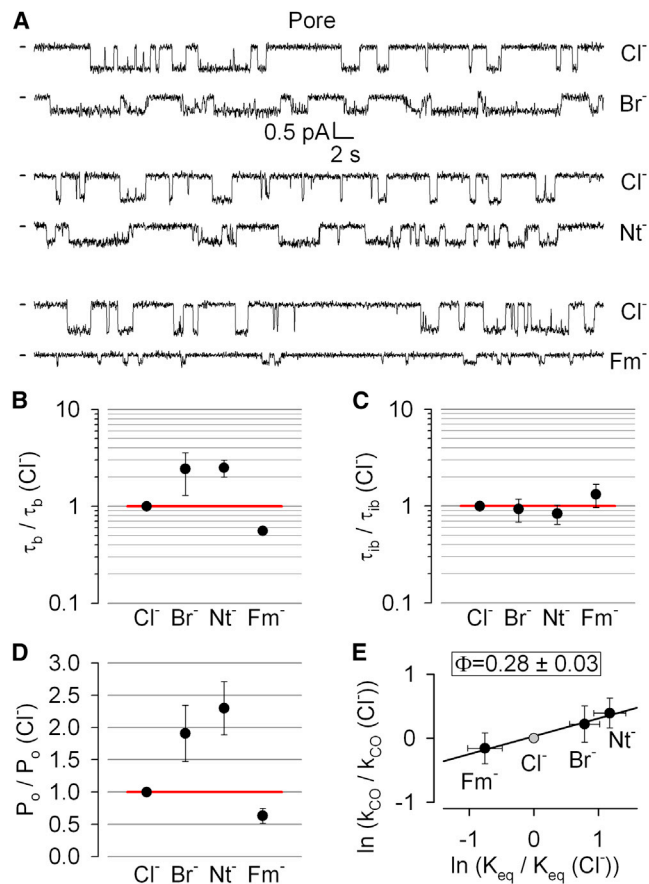 A
Pore
Cl⁻
Br⁻
0.5 pA
2 s
Cl⁻
Nt⁻
Cl⁻
Fm⁻
B
10
1
0.1
τb / τb (Cl⁻)
Cl⁻ Br⁻ Nt⁻ Fm⁻
C
10
1
0.1
τib / τib (Cl⁻)
Cl⁻ Br⁻ Nt⁻ Fm⁻
D
3.0
2.5
2.0
1.5
1.0
0.5
0.0
Po / Po (Cl⁻)
Cl⁻ Br⁻ Nt⁻ Fm⁻
E
Φ=0.28 ± 0.03
1
0
-1
ln (kCO / kCO (Cl⁻))
Fm⁻ Cl⁻ Br⁻ Nt⁻
-1 0 1
ln (Keq / Keq (Cl⁻))